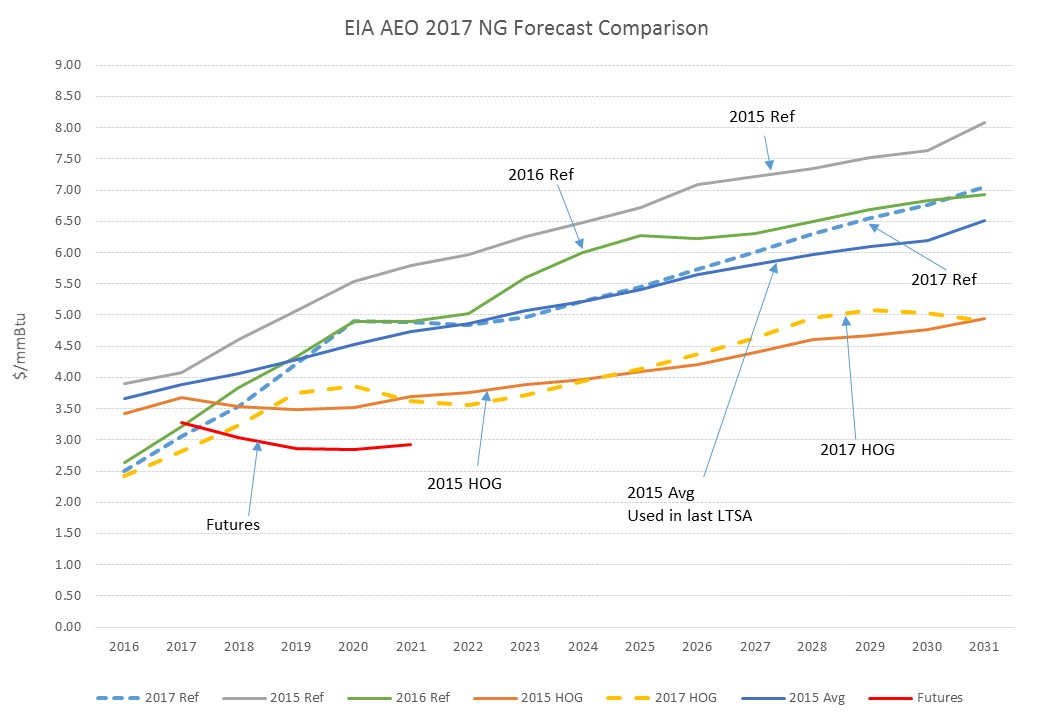 EIA AEO 2017 NG Forecast Comparison
9.00
8.50
8.00
7.50
7.00
6.50
6.00
5.50
5.00
4.50
4.00
3.50
3.00
2.50
2.00
1.50
1.00
0.50
0.00
$/mmBtu
2015 Ref
2016 Ref
2017 Ref
2017 HOG
2015 HOG
2015 Avg
Used in last LTSA
Futures
2016 2017 2018 2019 2020 2021 2022 2023 2024 2025 2026 2027 2028 2029 2030 2031
2017 Ref 2015 Ref 2016 Ref 2015 HOG 2017 HOG 2015 Avg Futures